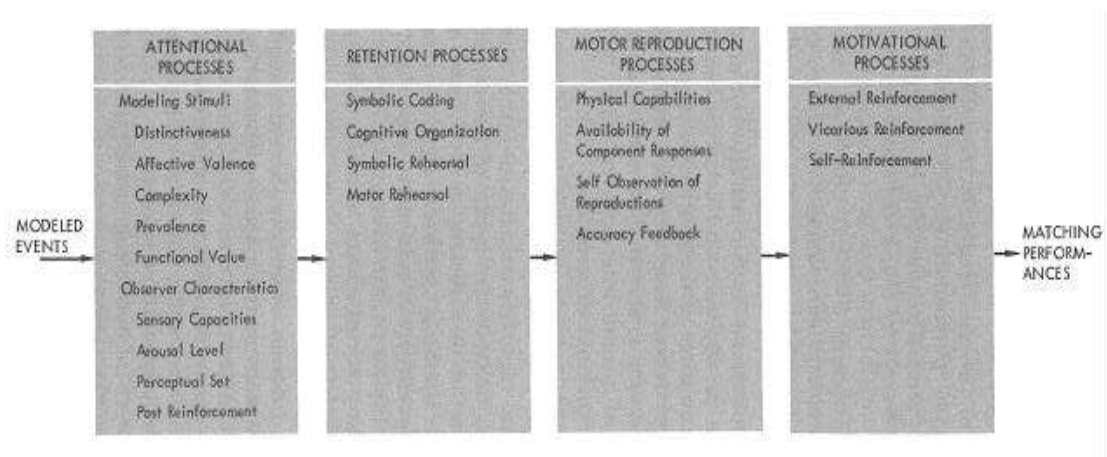 MODELED
EVENTS
ATTENTIONAL
PROCESSES
Modeling Stimuli
Distinctiveness
Affective Valence
Complexity
Prevalence
Functional Value
Observer Characteristics
Sensory Capacities
Arousal Level
Perceptual Set
Past Reinforcement
RETENTION PROCESSES
Symbolic Coding
Cognitive Organization
Symbolic Rehearsal
Motor Rehearsal
MOTOR REPRODUCTION
PROCESSES
Physical Capabilities
Availability of
Component Responses
Self Observation of
Reproductions
Accuracy Feedback
MOTIVATIONAL
PROCESSES
External Reinforcement
Vicarious Reinforcement
Self-Reinforcement
MATCHING
PERFORM-
ANCES